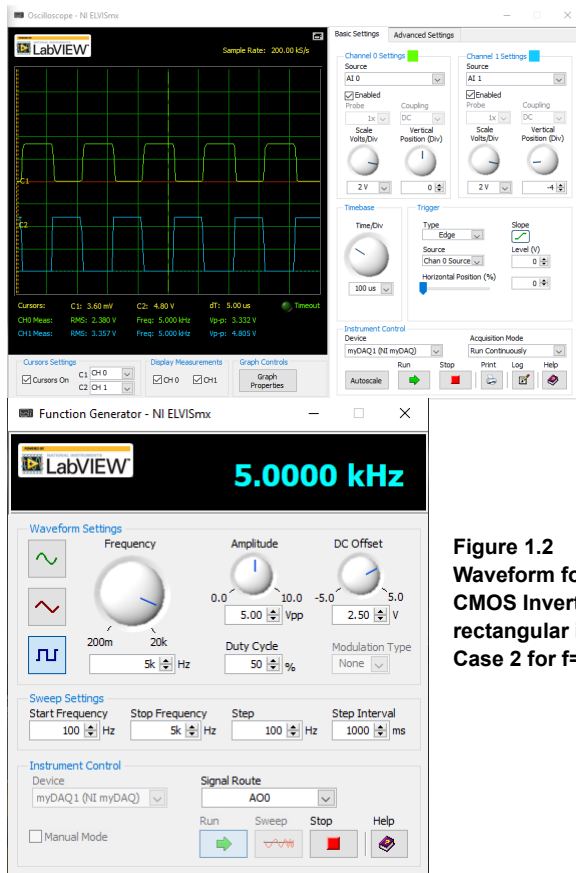 Oscilloscope - NI ELVISmx
LabVIEW
Sample Rate: 200.00 kS/s
C1
C2
Cursors: C1: 3.60 mV C2: 4.80 V dT: 5.00 us Timeout
CH0 Meas: RMS: 2.380 V Freq: 5.000 kHz Vp-p: 3.332 V
CH1 Meas: RMS: 3.357 V Freq: 5.000 kHz Vp-p: 4.805 V
Cursors Settings
Cursors On
C1 CH 0
C2 CH 1
Display Measurements
CH 0 CH1
Graph Controls
Graph
Properties
Basic Settings Advanced Settings
Channel 0 Settings
Source
AI 0
Enabled
Probe Coupling
1x DC
Scale Vertical
Volts/Div Position (Div)
2 V 0
Channel 1 Settings
Source
AI 1
Enabled
Probe Coupling
1x DC
Scale Vertical
Volts/Div Position (Div)
2 V -4
Timebase
Time/Div
100 us
Trigger
Type Slope
Edge
Source Level (V)
Chan 0 Source 0
Horizontal Position (%)
0
Instrument Control
Device Acquisition Mode
myDAQ1 (NI myDAQ) Run Continuously
Run Stop Print Log Help
Autoscale
Function Generator - NI ELVISmx
LabVIEW
5.0000 kHz
Waveform Settings
Frequency Amplitude DC Offset
0.0 10.0 -5.0 5.0
5.00 Vpp 2.50 V
200m 20k
5k Hz
Duty Cycle Modulation Type
50 % None
Sweep Settings
Start Frequency Stop Frequency Step Step Interval
100 Hz 5k Hz 100 Hz 1000 ms
Instrument Control
Device Signal Route
myDAQ1 (NI myDAQ) AO0
Run Sweep Stop Help
Manual Mode
Figure 1.2
Waveform fo
CMOS Invert
rectangular
Case 2 for f=